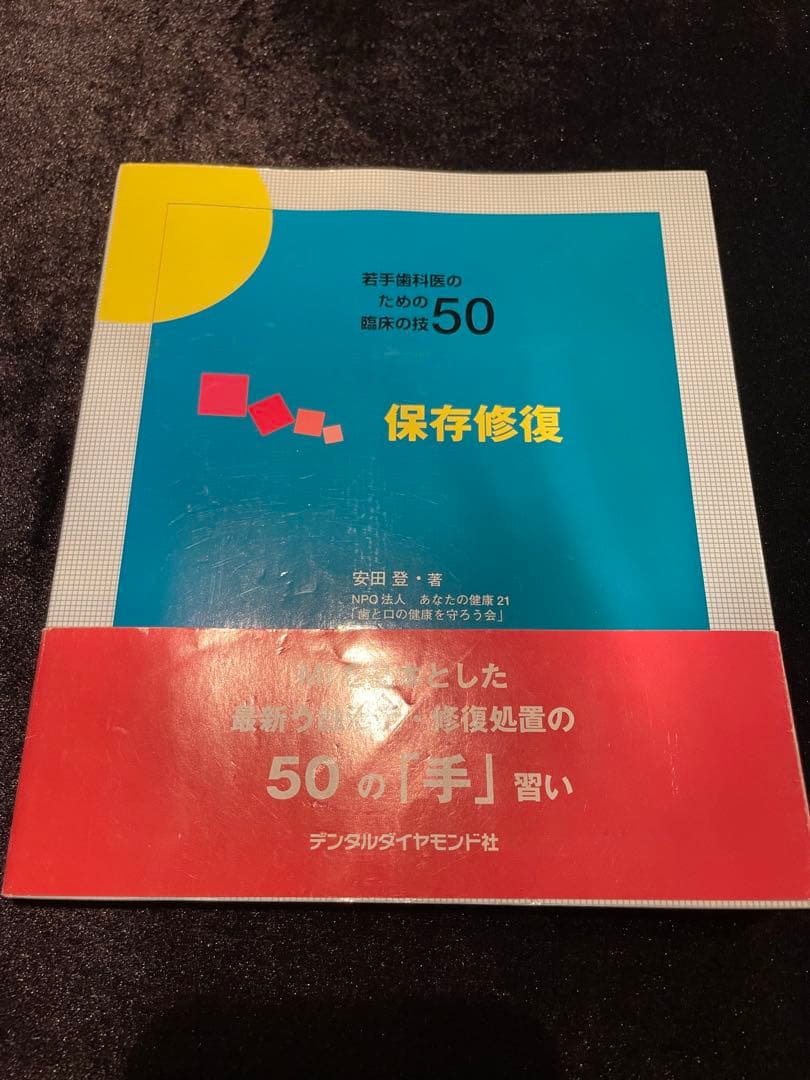 若手歯科医の
ための
臨床の技50
保存修復
安田 登・著
NPO法人 あなたの健康21
「歯と口の健康を守ろう会」
とした
最新う・修復処置の
50の「手」習い
デンタルダイヤモンド社